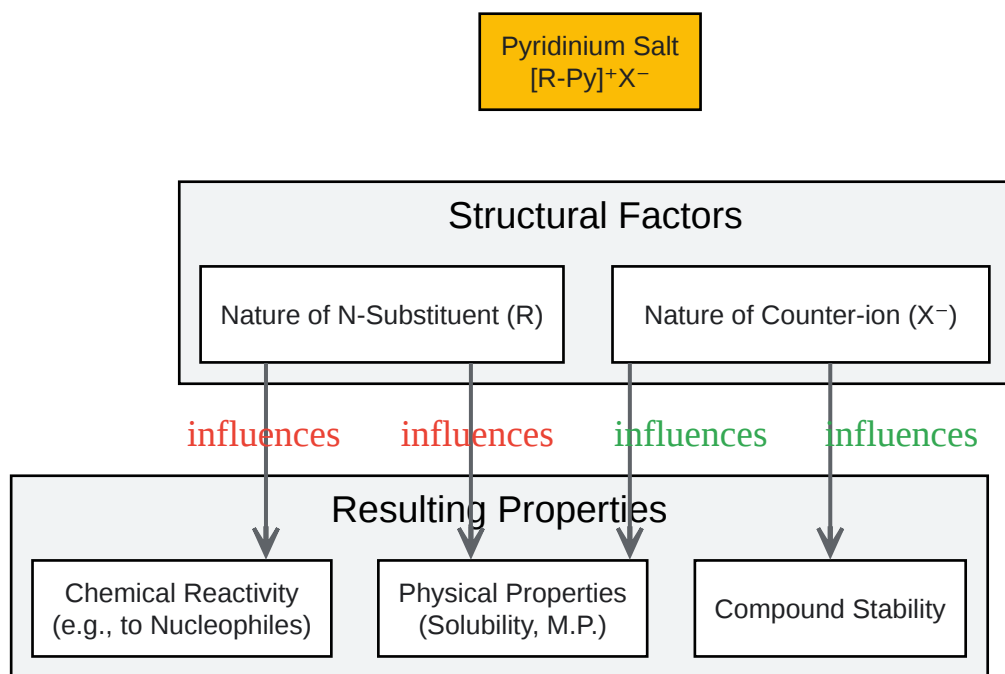 Pyridinium Salt
[R-Py]⁺X⁻
Structural Factors
Nature of N-Substituent (R)
Nature of Counter-ion (X⁻)
influences
influences
influences
influences
Resulting Properties
Chemical Reactivity
(e.g., to Nucleophiles)
Physical Properties
(Solubility, M.P.)
Compound Stability